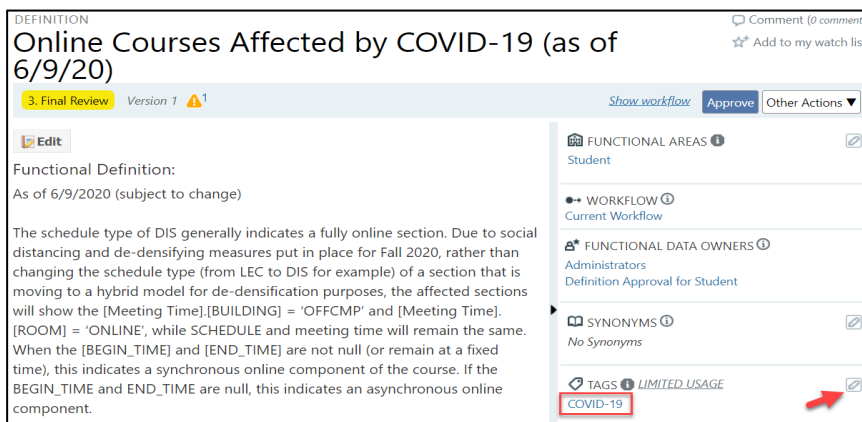 DEFINITION
Online Courses Affected by COVID-19 (as of
6/9/20)
Comment (0 comment
Add to my watch lis
3. Final Review Version 1 1
Show workflow Approve Other Actions ▼
Edit
Functional Definition:
As of 6/9/2020 (subject to change)
The schedule type of DIS generally indicates a fully online section. Due to social
distancing and de-densifying measures put in place for Fall 2020, rather than
changing the schedule type (from LEC to DIS for example) of a section that is
moving to a hybrid model for de-densification purposes, the affected sections
will show the [Meeting Time].[BUILDING] = 'OFFCMP' and [Meeting Time].
[ROOM] = 'ONLINE', while SCHEDULE and meeting time will remain the same.
When the [BEGIN_TIME] and [END_TIME] are not null (or remain at a fixed
time), this indicates a synchronous online component of the course. If the
BEGIN_TIME and END_TIME are null, this indicates an asynchronous online
component.
FUNCTIONAL AREAS
Student
WORKFLOW
Current Workflow
FUNCTIONAL DATA OWNERS
Administrators
Definition Approval for Student
SYNONYMS
No Synonyms
TAGS LIMITED USAGE
COVID-19